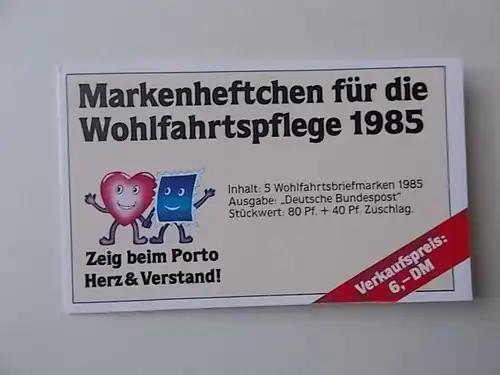 Markenheftchen für die
Wohlfahrtspflege 1985
Inhalt: 5 Wohlfahrtsbriefmarken 1985
Ausgabe: „Deutsche Bundespost"
Stückwert: 80 Pf. + 40 Pf. Zuschlag.
Zeig beim Porto
Herz & Verstand!
Verkaufspreis:
6,– DM